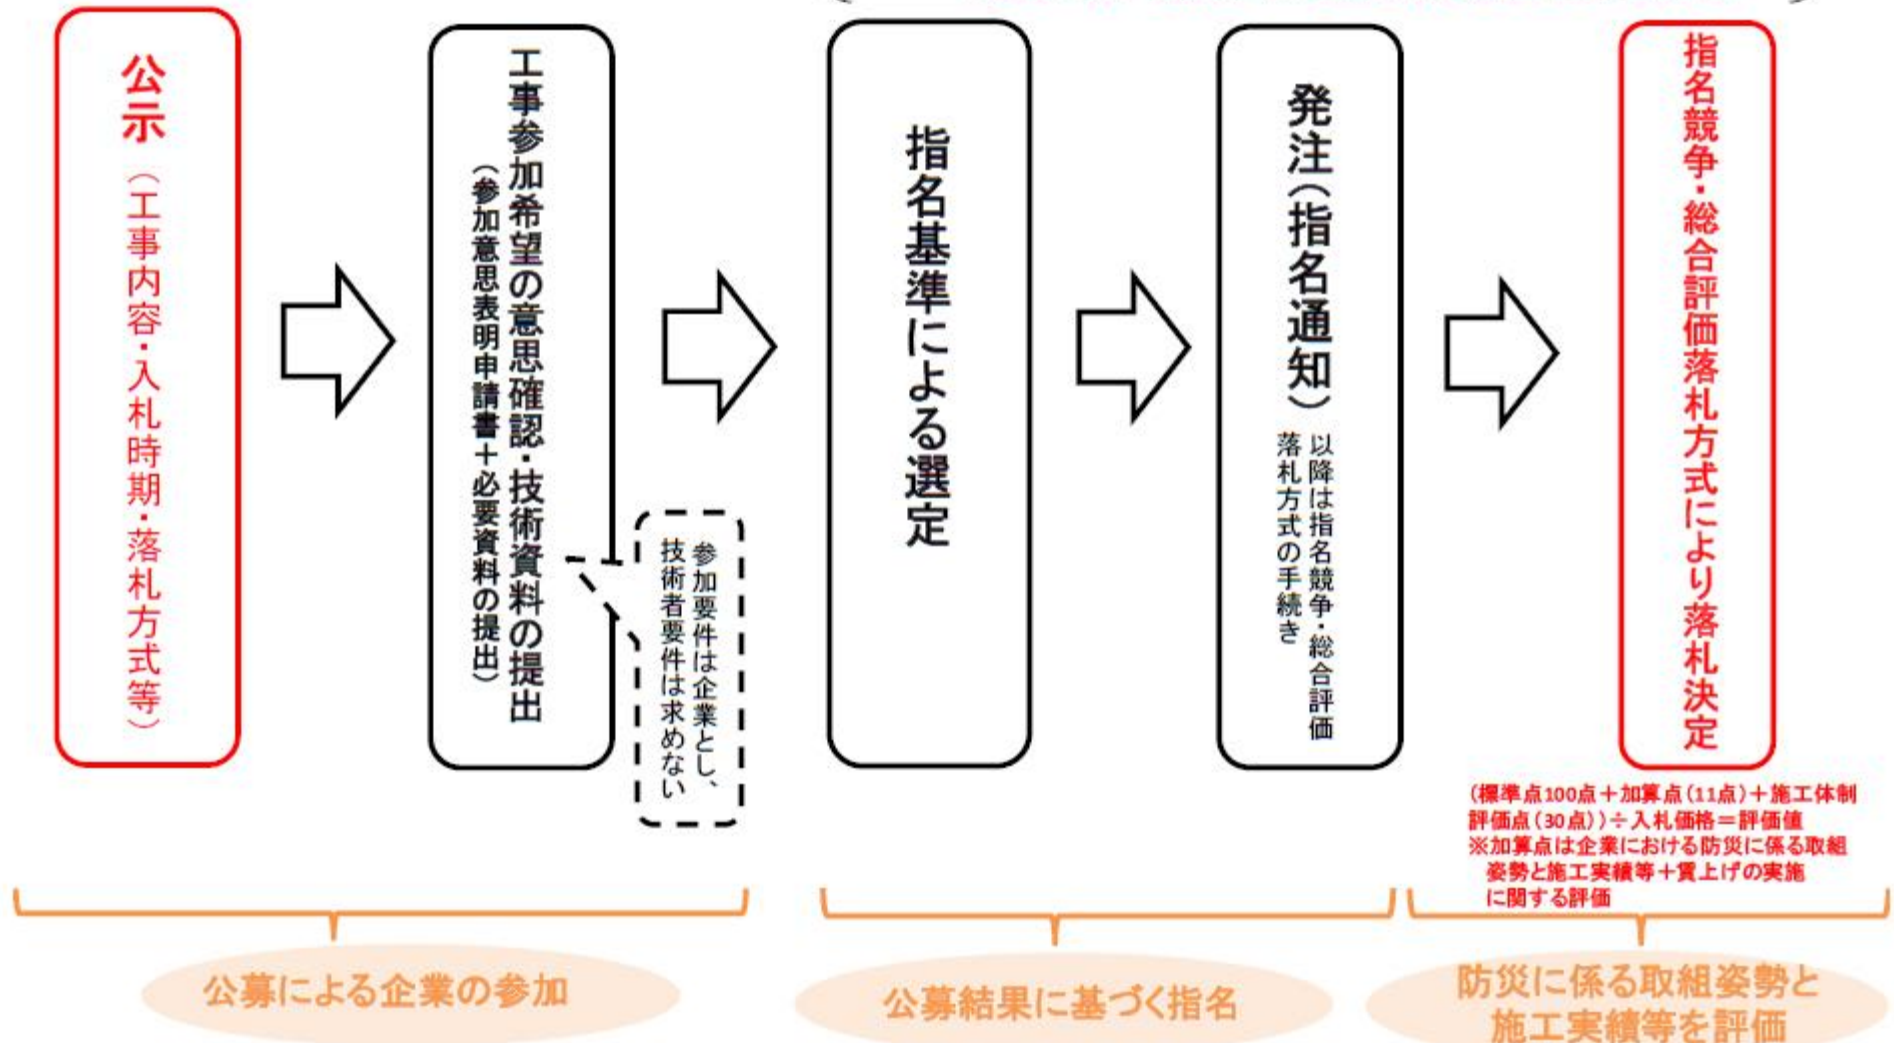 公示(工事内容・入札時期・落札方式等)
工事参加希望の意思確認・技術資料の提出
(参加意思表明申請書+必要資料の提出)
参加要件は企業とし、
技術者要件は求めない
指名基準による選定
発注(指名通知)
以降は指名競争・総合評価
落札方式の手続き
指名競争・総合評価落札方式により落札決定
(標準点100点+加算点(11点)+施工体制
評価点(30点))÷入札価格=評価値
※加算点は企業における防災に係る取組
姿勢と施工実績等+賃上げの実施
に関する評価
公募による企業の参加
公募結果に基づく指名
防災に係る取組姿勢と
施工実績等を評価